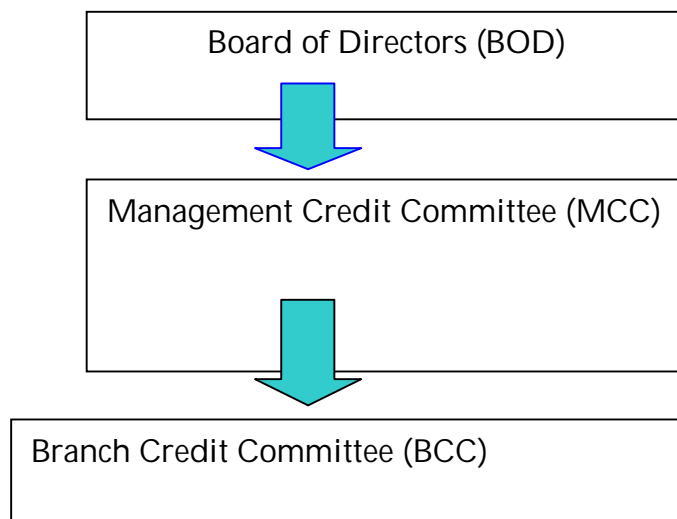 Board of Directors (BOD)
Management Credit Committee (MCC)
Branch Credit Committee (BCC)